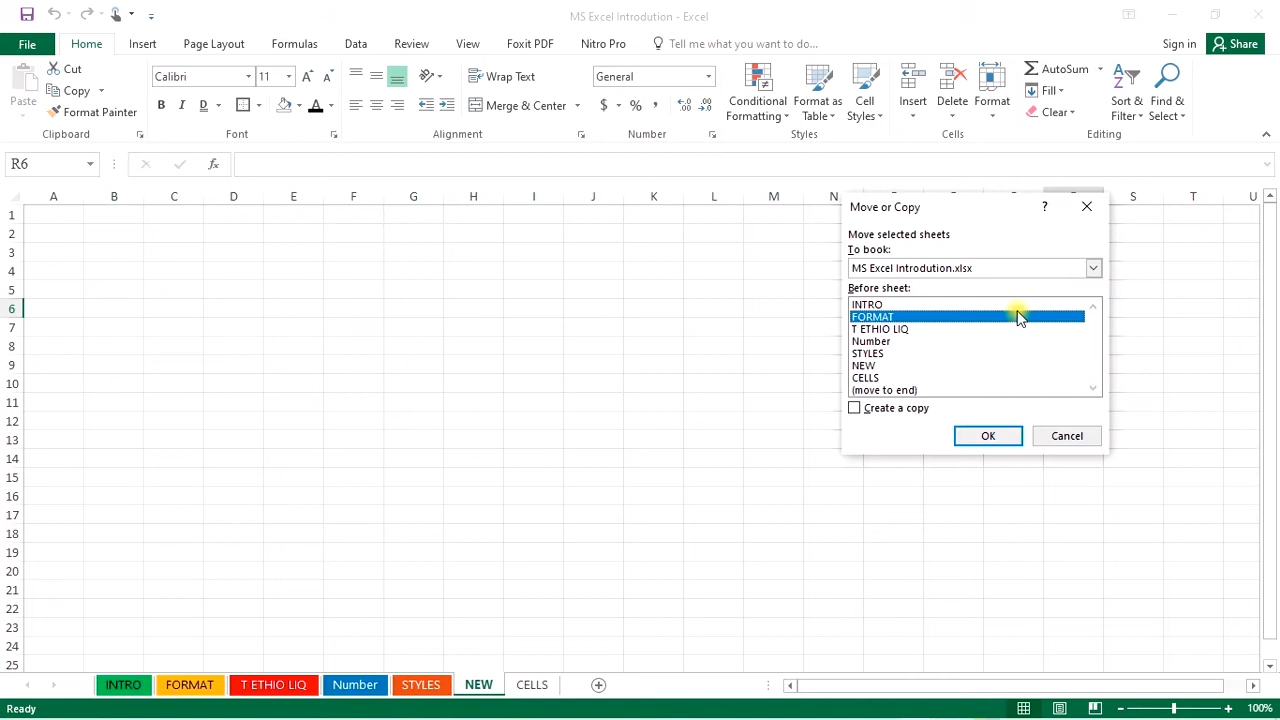 MS Excel Introdution - Excel
File Home Insert Page Layout Formulas Data Review View Foxit PDF Nitro Pro Tell me what you want to do... Sign in Share
Paste
Cut
Copy
Format Painter
Clipboard
Calibri 11
B I D
Font
Wrap Text
Merge & Center
Alignment
General
$ % ,
Number
Conditional Formatting
Format as Table
Cell Styles
Styles
Insert
Delete
Format
Cells
AutoSum
Fill
Clear
Sort & Filter
Find & Select
Editing
R6
fx
A B C D E F G H I J K L M N S T U
1
2
3
4
5
6
7
8
9
10
11
12
13
14
15
16
17
18
19
20
21
22
23
24
25
Move or Copy ?
Move selected sheets
To book:
MS Excel Introdution.xlsx
Before sheet:
INTRO
FORMAT
T ETHIO LIQ
Number
STYLES
NEW
CELLS
(move to end)
Create a copy
OK Cancel
INTRO FORMAT T ETHIO LIQ Number STYLES NEW CELLS
Ready 100%